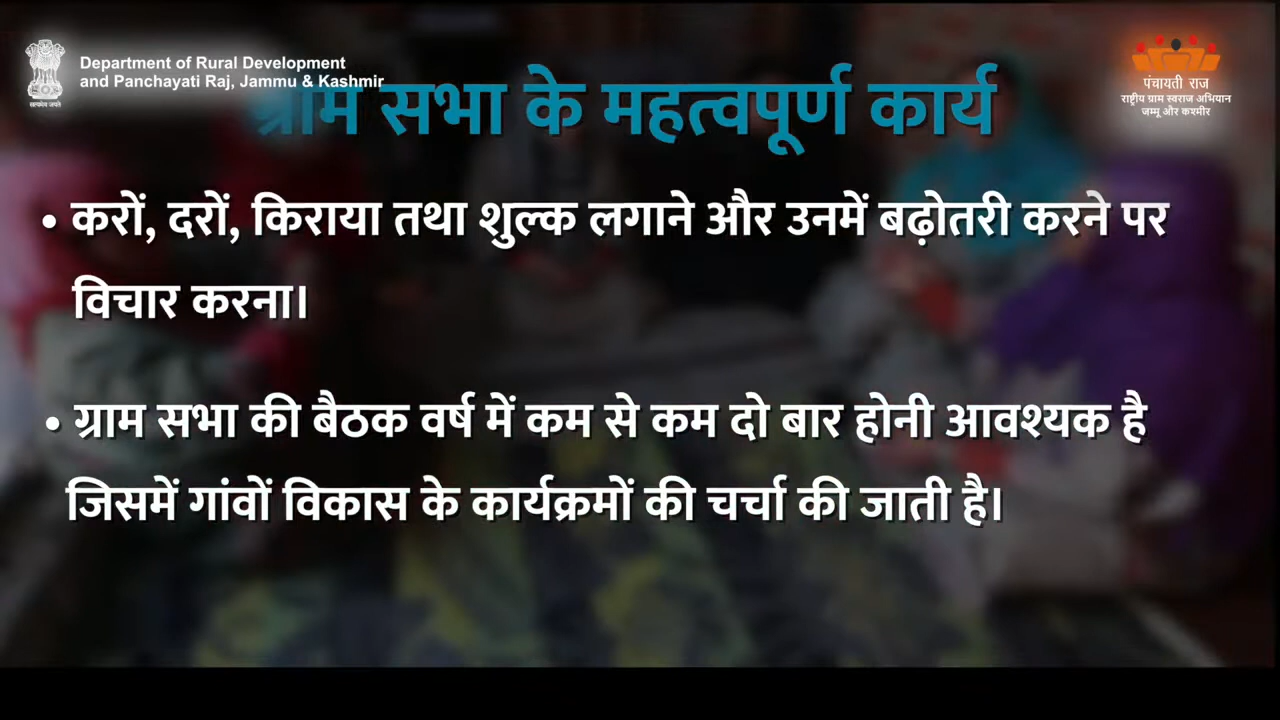 Department of Rural Development
and Panchayati Raj, Jammu & Kashmir
पंचायती राज
राष्ट्रीय ग्राम स्वराज अभियान
जम्मू और कश्मीर
ग्राम सभा के महत्वपूर्ण कार्य
• करों, दरों, किराया तथा शुल्क लगाने और उनमें बढ़ोतरी करने पर
विचार करना।
• ग्राम सभा की बैठक वर्ष में कम से कम दो बार होनी आवश्यक है
जिसमें गांवों विकास के कार्यक्रमों की चर्चा की जाती है।